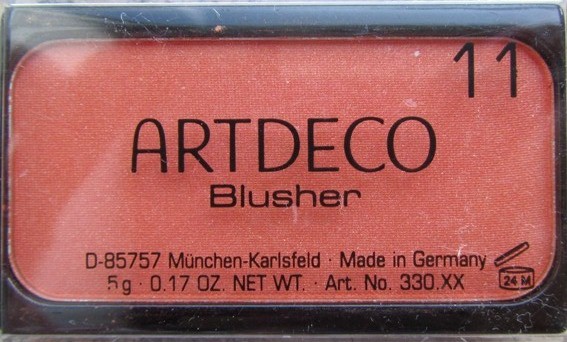 11
ARTDECO
Blusher
D-85757 München-Karlsfeld · Made in Germany
5g · 0.17 OZ. NET WT. · Art. No. 330.XX
24 M